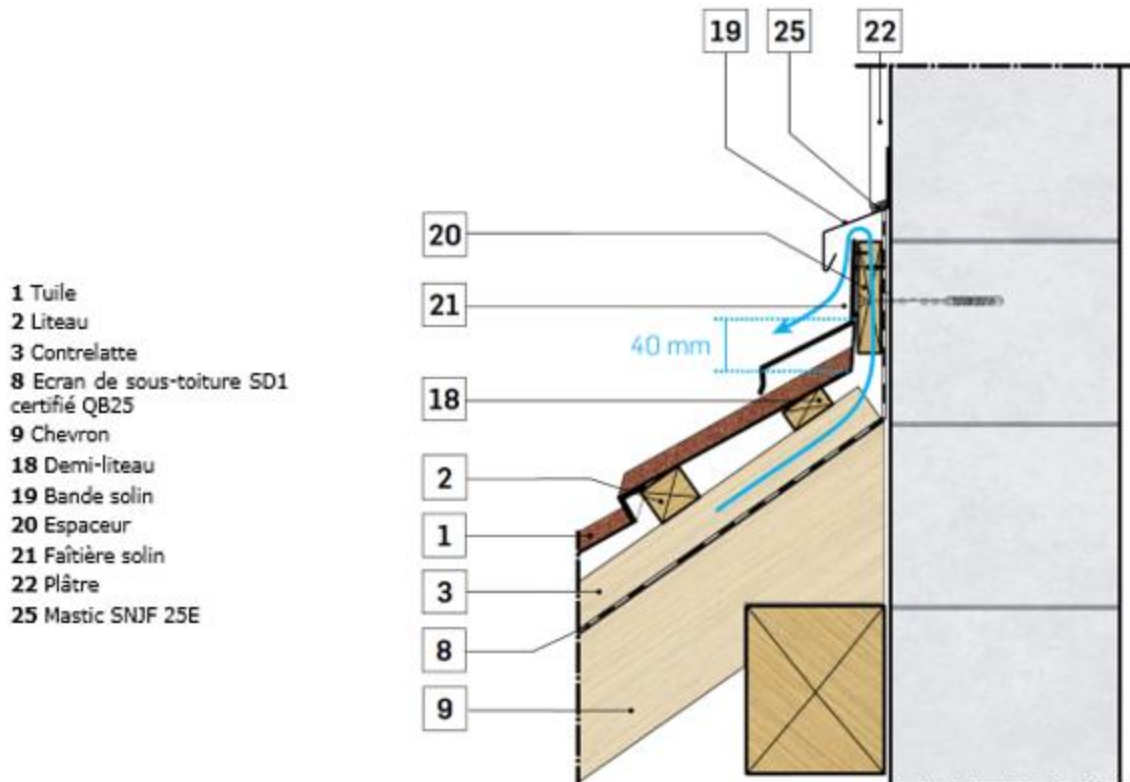 19 25 22
20
21
40 mm
18
2
1
3
8
9
1 Tuile
2 Liteau
3 Contrelatte
8 Ecran de sous-toiture SD1
certifié QB25
9 Chevron
18 Demi-liteau
19 Bande solin
20 Espaceur
21 Faîtière solin
22 Plâtre
25 Mastic SNJF 25E